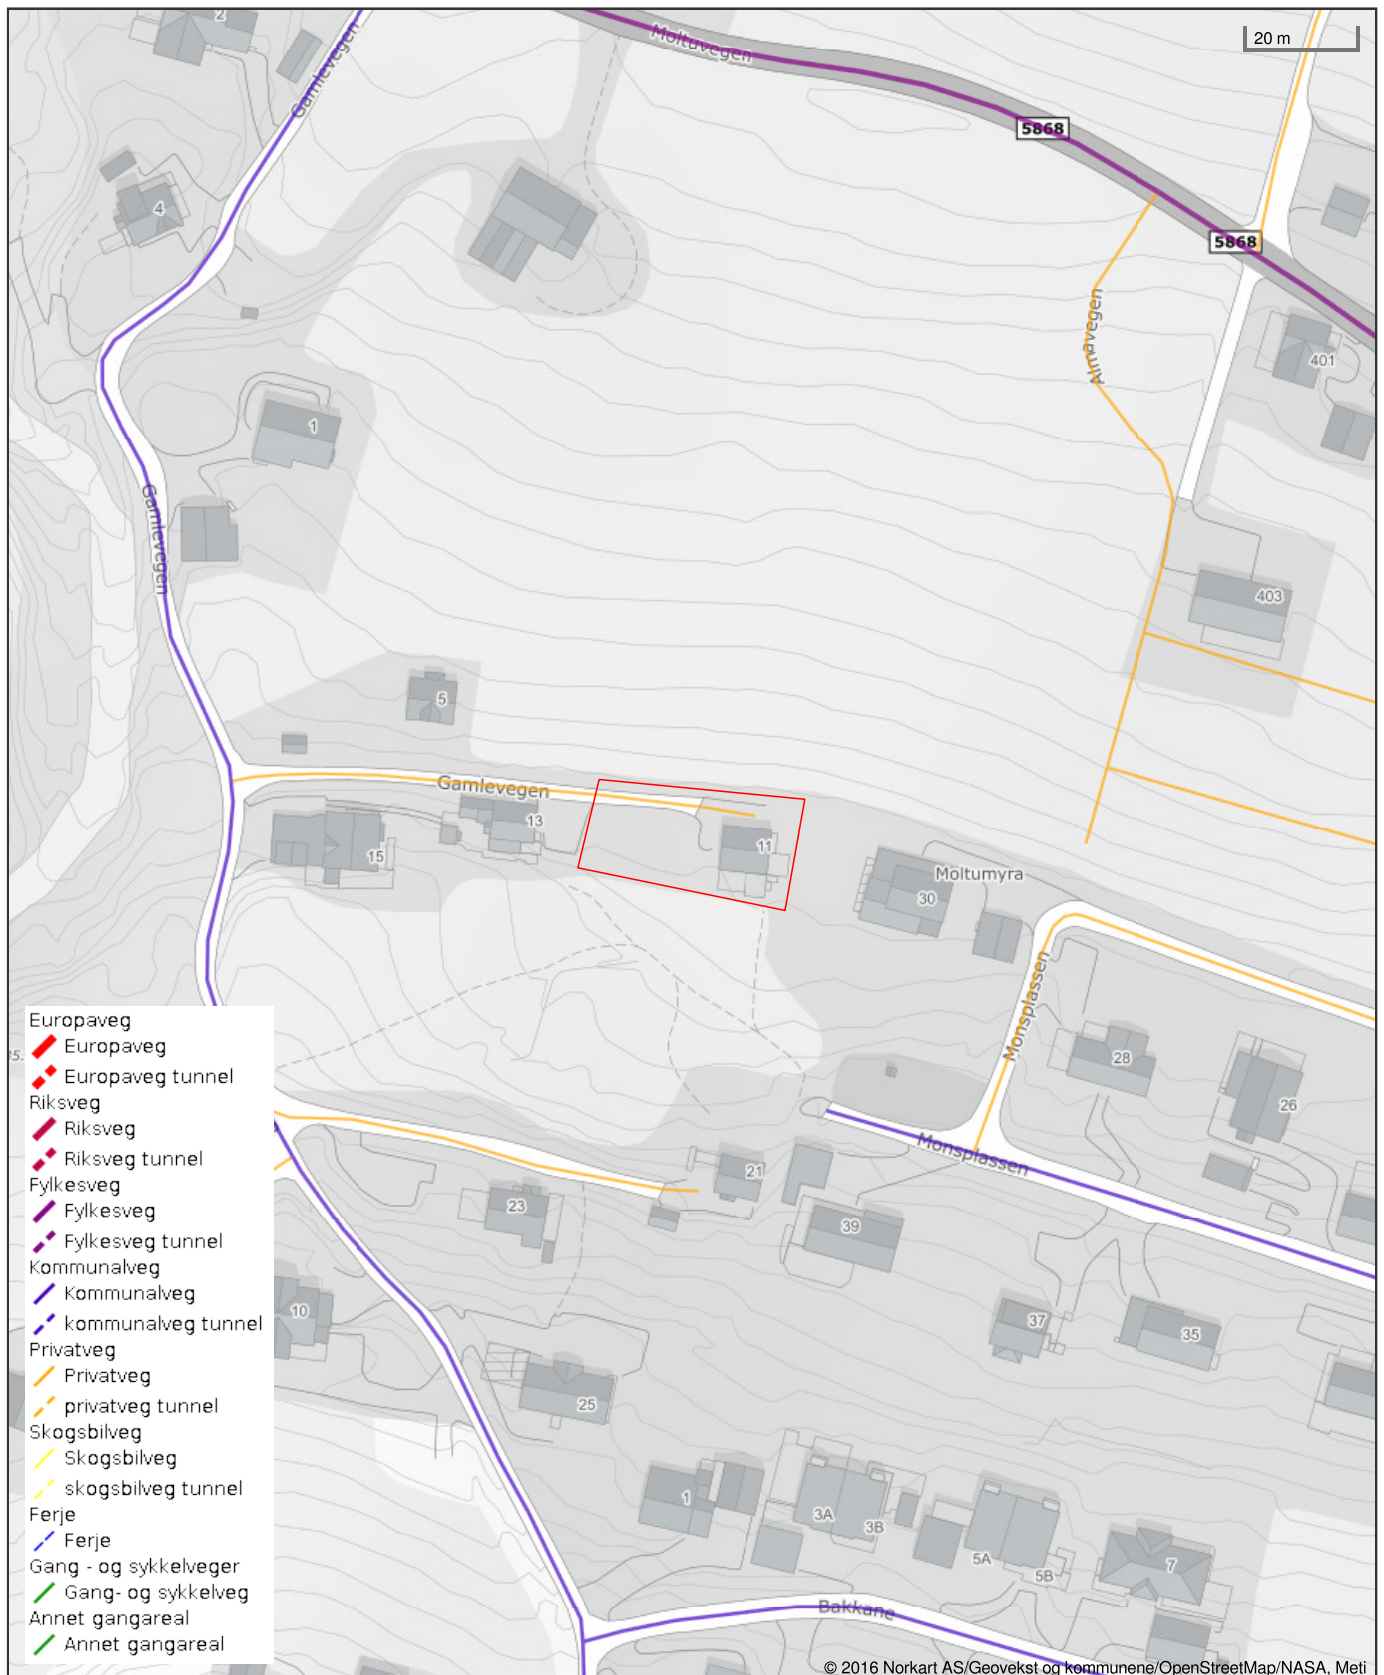 2
Gamlevegen
Moltuvegen
20 m
5868
4
5868
Almavegen
401
1
Gamlevegen
403
5
Gamlevegen
13
11
15
Moltumyra
30
Monsplassen
28
26
Monsplassen
21
23
39
10
37
35
25
1
3A
3B
5A
5B
7
Bakkane
Europaveg
Europaveg
Europaveg tunnel
Riksveg
Riksveg
Riksveg tunnel
Fylkesveg
Fylkesveg
Fylkesveg tunnel
Kommunalveg
Kommunalveg
kommunalveg tunnel
Privatveg
Privatveg
privatveg tunnel
Skogsbilveg
Skogsbilveg
skogsbilveg tunnel
Ferje
Ferje
Gang - og sykkelveger
Gang- og sykkelveg
Annet gangareal
Annet gangareal
© 2016 Norkart AS/Geovekst og kommunene/OpenStreetMap/NASA, Meti